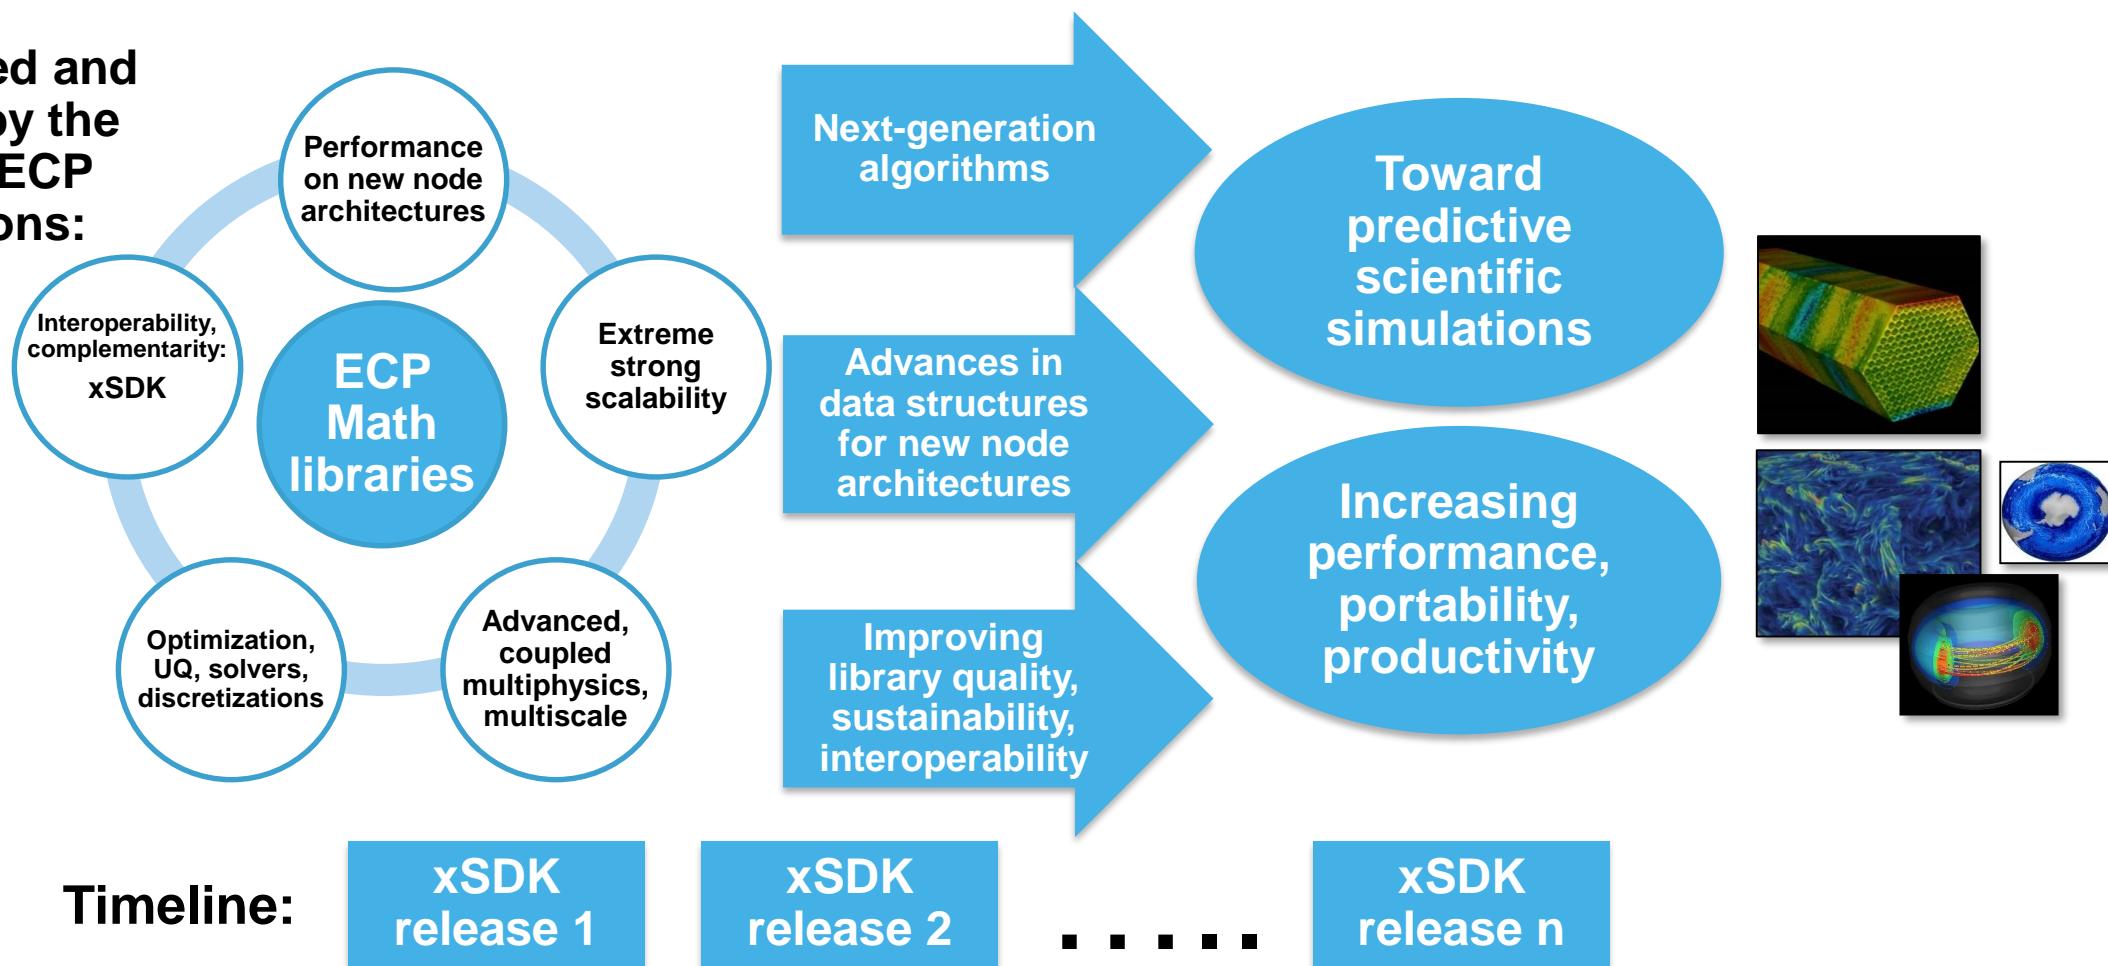 ed and
by the
ECP
ons:
Performance
on new node
architectures
Interoperability,
complementarity:
xSDK
Extreme
strong
scalability
ECP
Math
libraries
Optimization,
UQ, solvers,
discretizations
Advanced,
coupled
multiphysics,
multiscale
Next-generation
algorithms
Advances in
data structures
for new node
architectures
Improving
library quality,
sustainability,
interoperability
Toward
predictive
scientific
simulations
Increasing
performance,
portability,
productivity
Timeline:
xSDK
release 1
xSDK
release 2
. . . . .
xSDK
release n